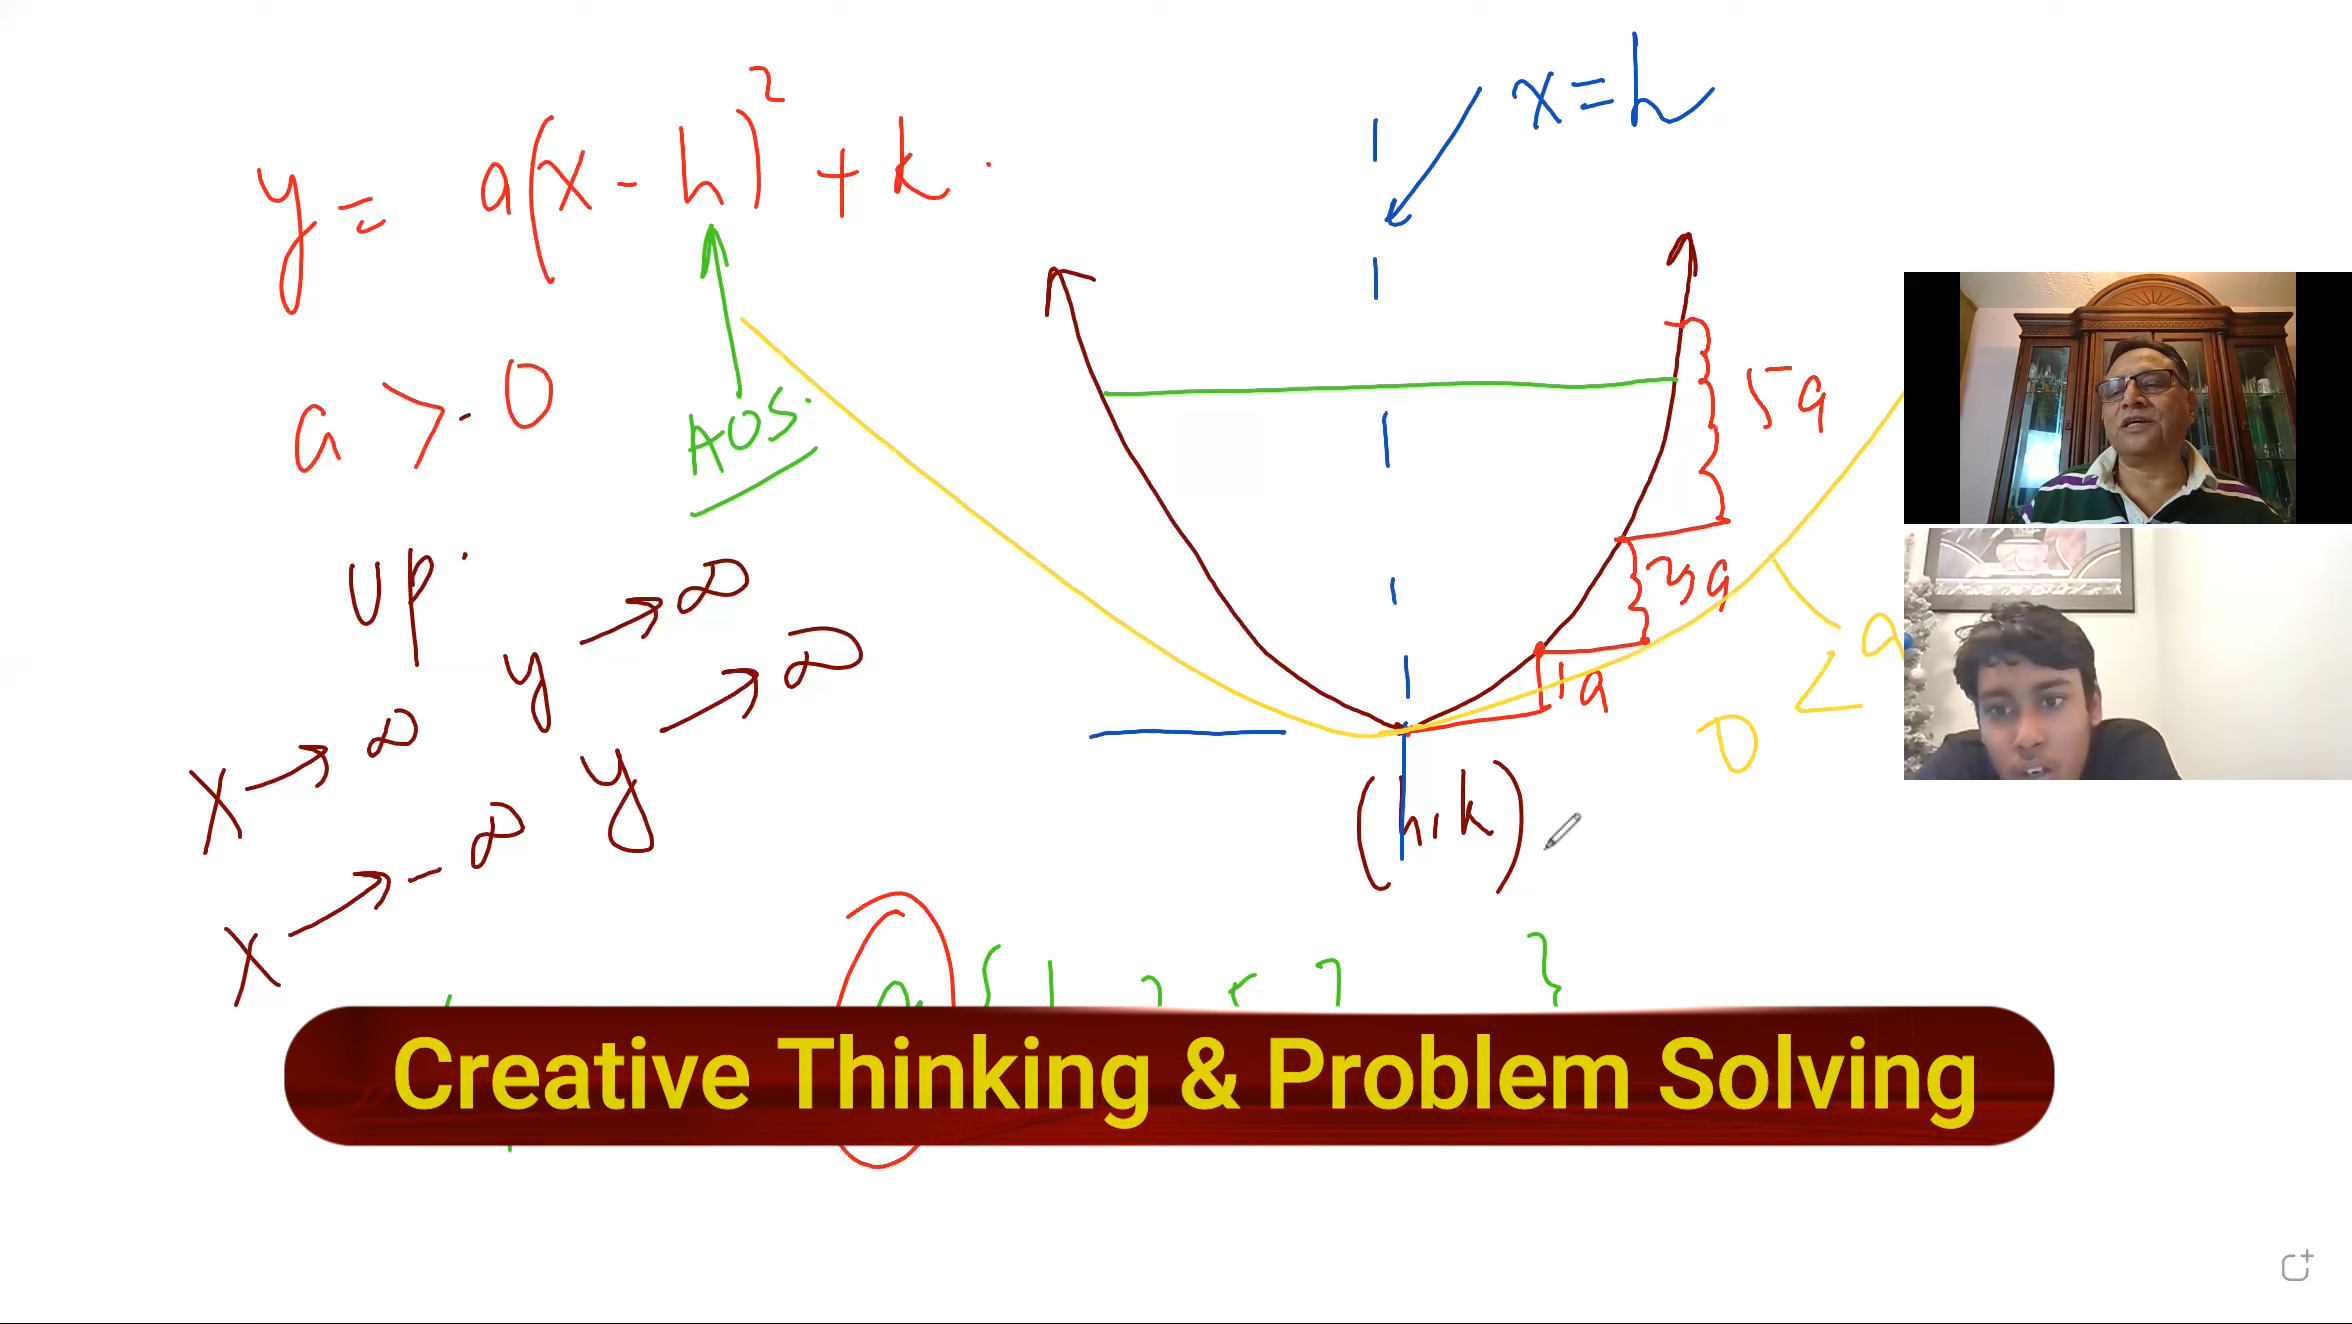 y = a(x - h)² + k.
x = h
a > 0
AOS.
5a
UP.
3a
y → ∞
1a
a
<
0
x → ∞
y → ∞
(h, k)
x → -∞
Creative Thinking & Problem Solving